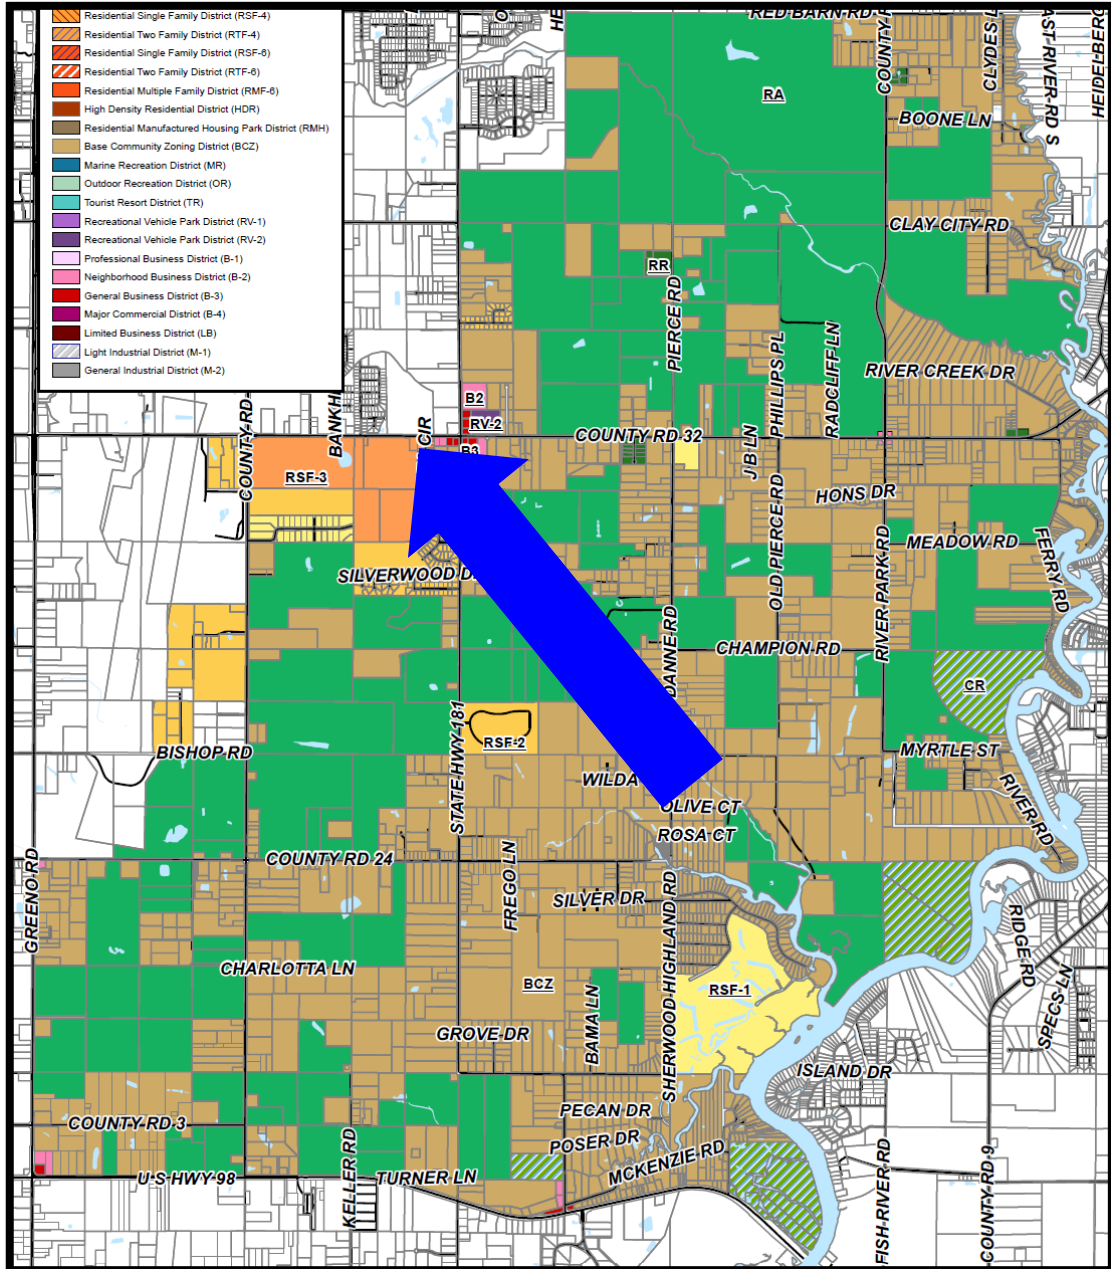 Residential Single Family District (RSF-4)
Residential Two Family District (RTF-4)
Residential Single Family District (RSF-6)
Residential Two Family District (RTF-6)
Residential Multiple Family District (RMF-6)
High Density Residential District (HDR)
Residential Manufactured Housing Park District (RMH)
Base Community Zoning District (BCZ)
Marine Recreation District (MR)
Outdoor Recreation District (OR)
Tourist Resort District (TR)
Recreational Vehicle Park District (RV-1)
Recreational Vehicle Park District (RV-2)
Professional Business District (B-1)
Neighborhood Business District (B-2)
General Business District (B-3)
Major Commercial District (B-4)
Limited Business District (LB)
Light Industrial District (M-1)
General Industrial District (M-2)
HE
RED BARN RD
COUNTY R
CLYDES L
AST RIVER RD S
HEIDELBERG
RA
BOONE LN
CLAY CITY RD
RR
PIERCE RD
PHILLIPS PL
RADCLIFF LN
RIVER CREEK DR
B2
RV-2
COUNTY RD
BANKH
CIR
B3
COUNTY RD 32
J B LN
RSF-3
HONS DR
OLD PIERCE RD
RIVER PARK RD
MEADOW RD
FERRY RD
SILVERWOOD D
DANNE RD
CHAMPION RD
CR
STATE HWY 181
RSF-2
BISHOP RD
MYRTLE ST
WILDA
OLIVE CT
RIVER RD
ROSA CT
GREENO RD
COUNTY RD 24
FREGO LN
SILVER DR
SHERWOOD HIGHLAND RD
RIDGE RD
CHARLOTTA LN
BCZ
BAMA LN
RSF-1
SPECS LN
GROVE DR
ISLAND DR
PECAN DR
COUNTY RD 3
POSER DR
MCKENZIE RD
KELLER RD
U S HWY 98
TURNER LN
FISH RIVER RD
COUNTY RD 9